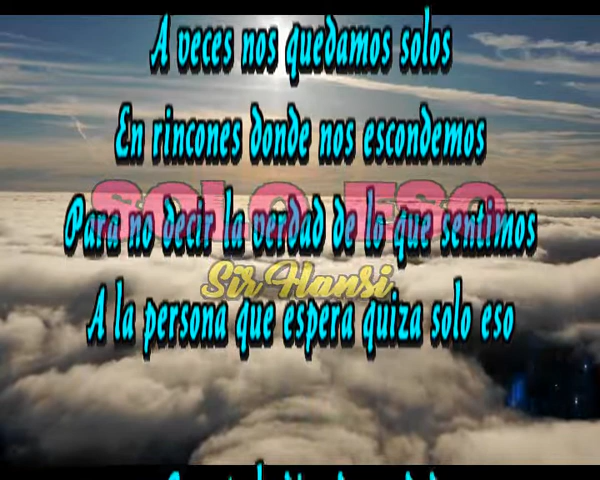 A veces nos quedamos solos
En rincones donde nos escondemos
SOLO ESO
Para no decir la verdad de lo que sentimos
Sir Hansi
A la persona que espera quiza solo eso